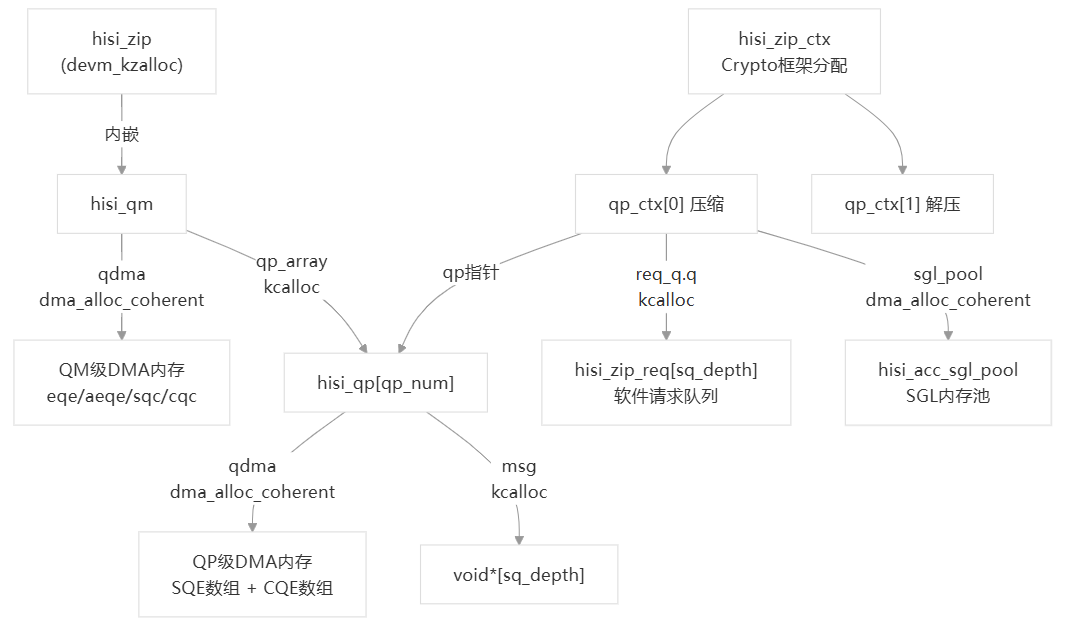 hisi_zip
(devm_kzalloc)
hisi_zip_ctx
Crypto框架分配
内嵌
hisi_qm
qp_ctx[0] 压缩
qp_ctx[1] 解压
qdma
dma_alloc_coherent
qp_array
kcalloc
qp指针
req_q.q
kcalloc
sgl_pool
dma_alloc_coherent
QM级DMA内存
eqe/aeqe/sqc/cqc
hisi_qp[qp_num]
hisi_zip_req[sq_depth]
软件请求队列
hisi_acc_sgl_pool
SGL内存池
qdma
dma_alloc_coherent
msg
kcalloc
QP级DMA内存
SQE数组 + CQE数组
void*[sq_depth]